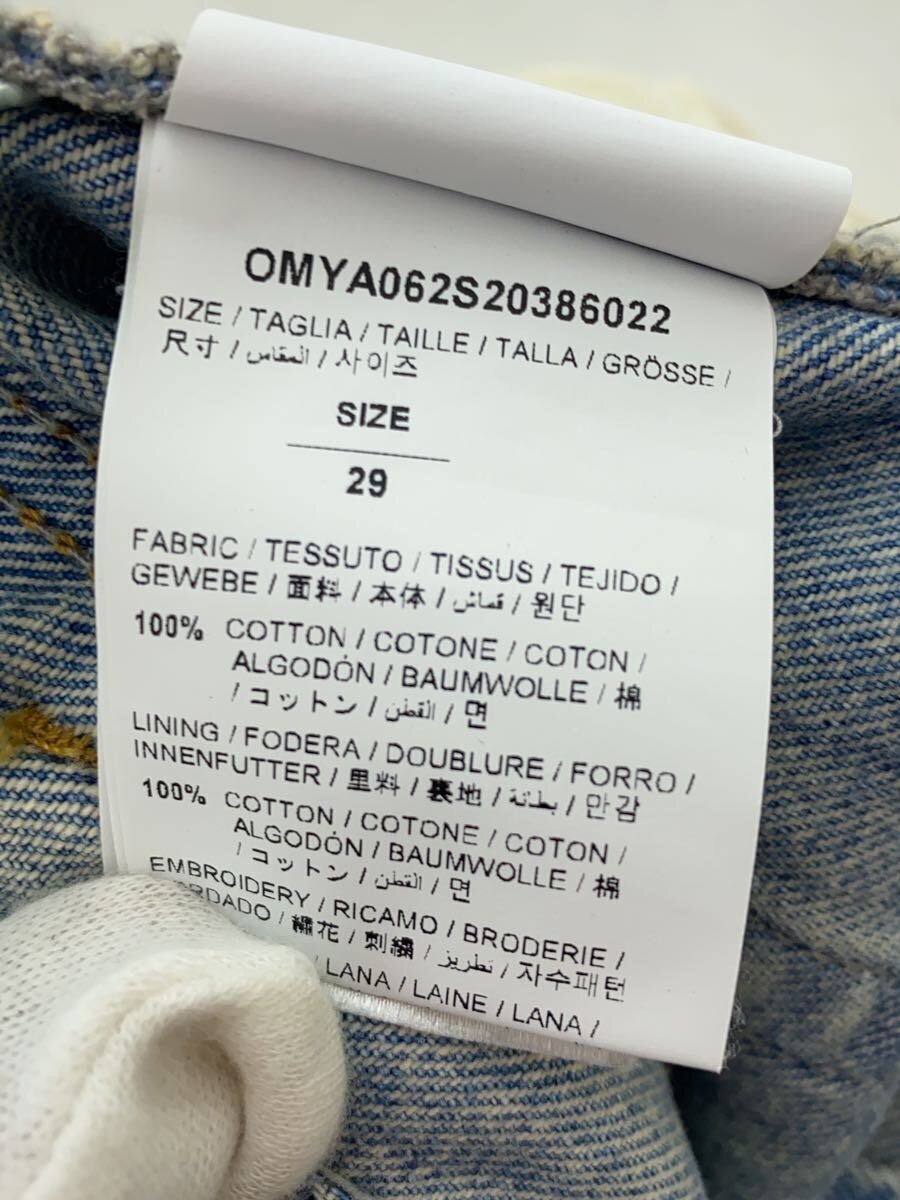 OMYA062S20386022
SIZE / TAGLIA / TAILLE / TALLA / GRÖSSE /
尺寸 / المقاس / 사이즈
SIZE
29
FABRIC / TESSUTO / TISSUS / TEJIDO /
GEWEBE / 面料 / 本体 / قماش / 원단
100% COTTON / COTONE / COTON /
ALGODÓN / BAUMWOLLE / 棉
/ コットン / القطن / 면
LINING / FODERA / DOUBLURE / FORRO /
INNENFUTTER / 里料 / 裏地 / بطانة / 안감
100% COTTON / COTONE / COTON /
ALGODÓN / BAUMWOLLE / 棉
/ コットン / القطن / 면
EMBROIDERY / RICAMO / BRODERIE /
/ 繡花 / 刺繍 / تطريز / 자수패턴
/ LANA / LAINE / LANA /